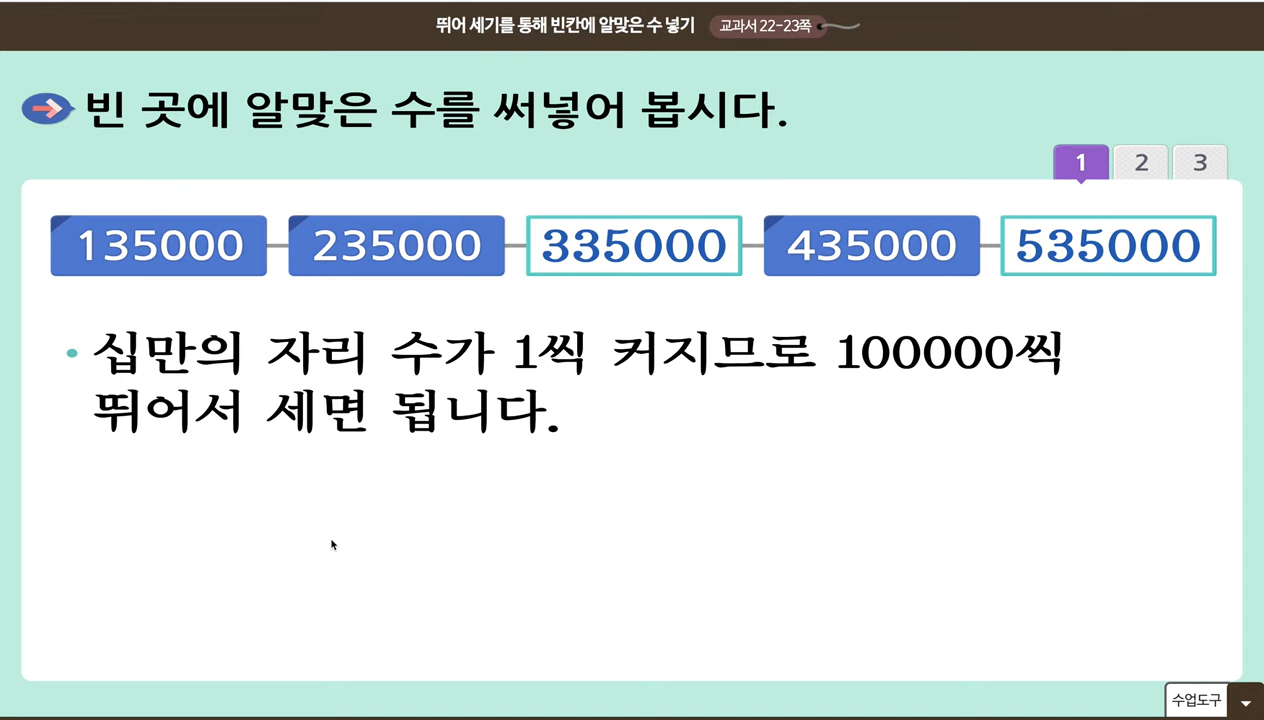 뛰어 세기를 통해 빈칸에 알맞은 수 넣기 교과서 22-23쪽
빈 곳에 알맞은 수를 써넣어 봅시다.
1 2 3
135000 235000 335000 435000 535000
• 십만의 자리 수가 1씩 커지므로 100000씩
뛰어서 세면 됩니다.
수업도구